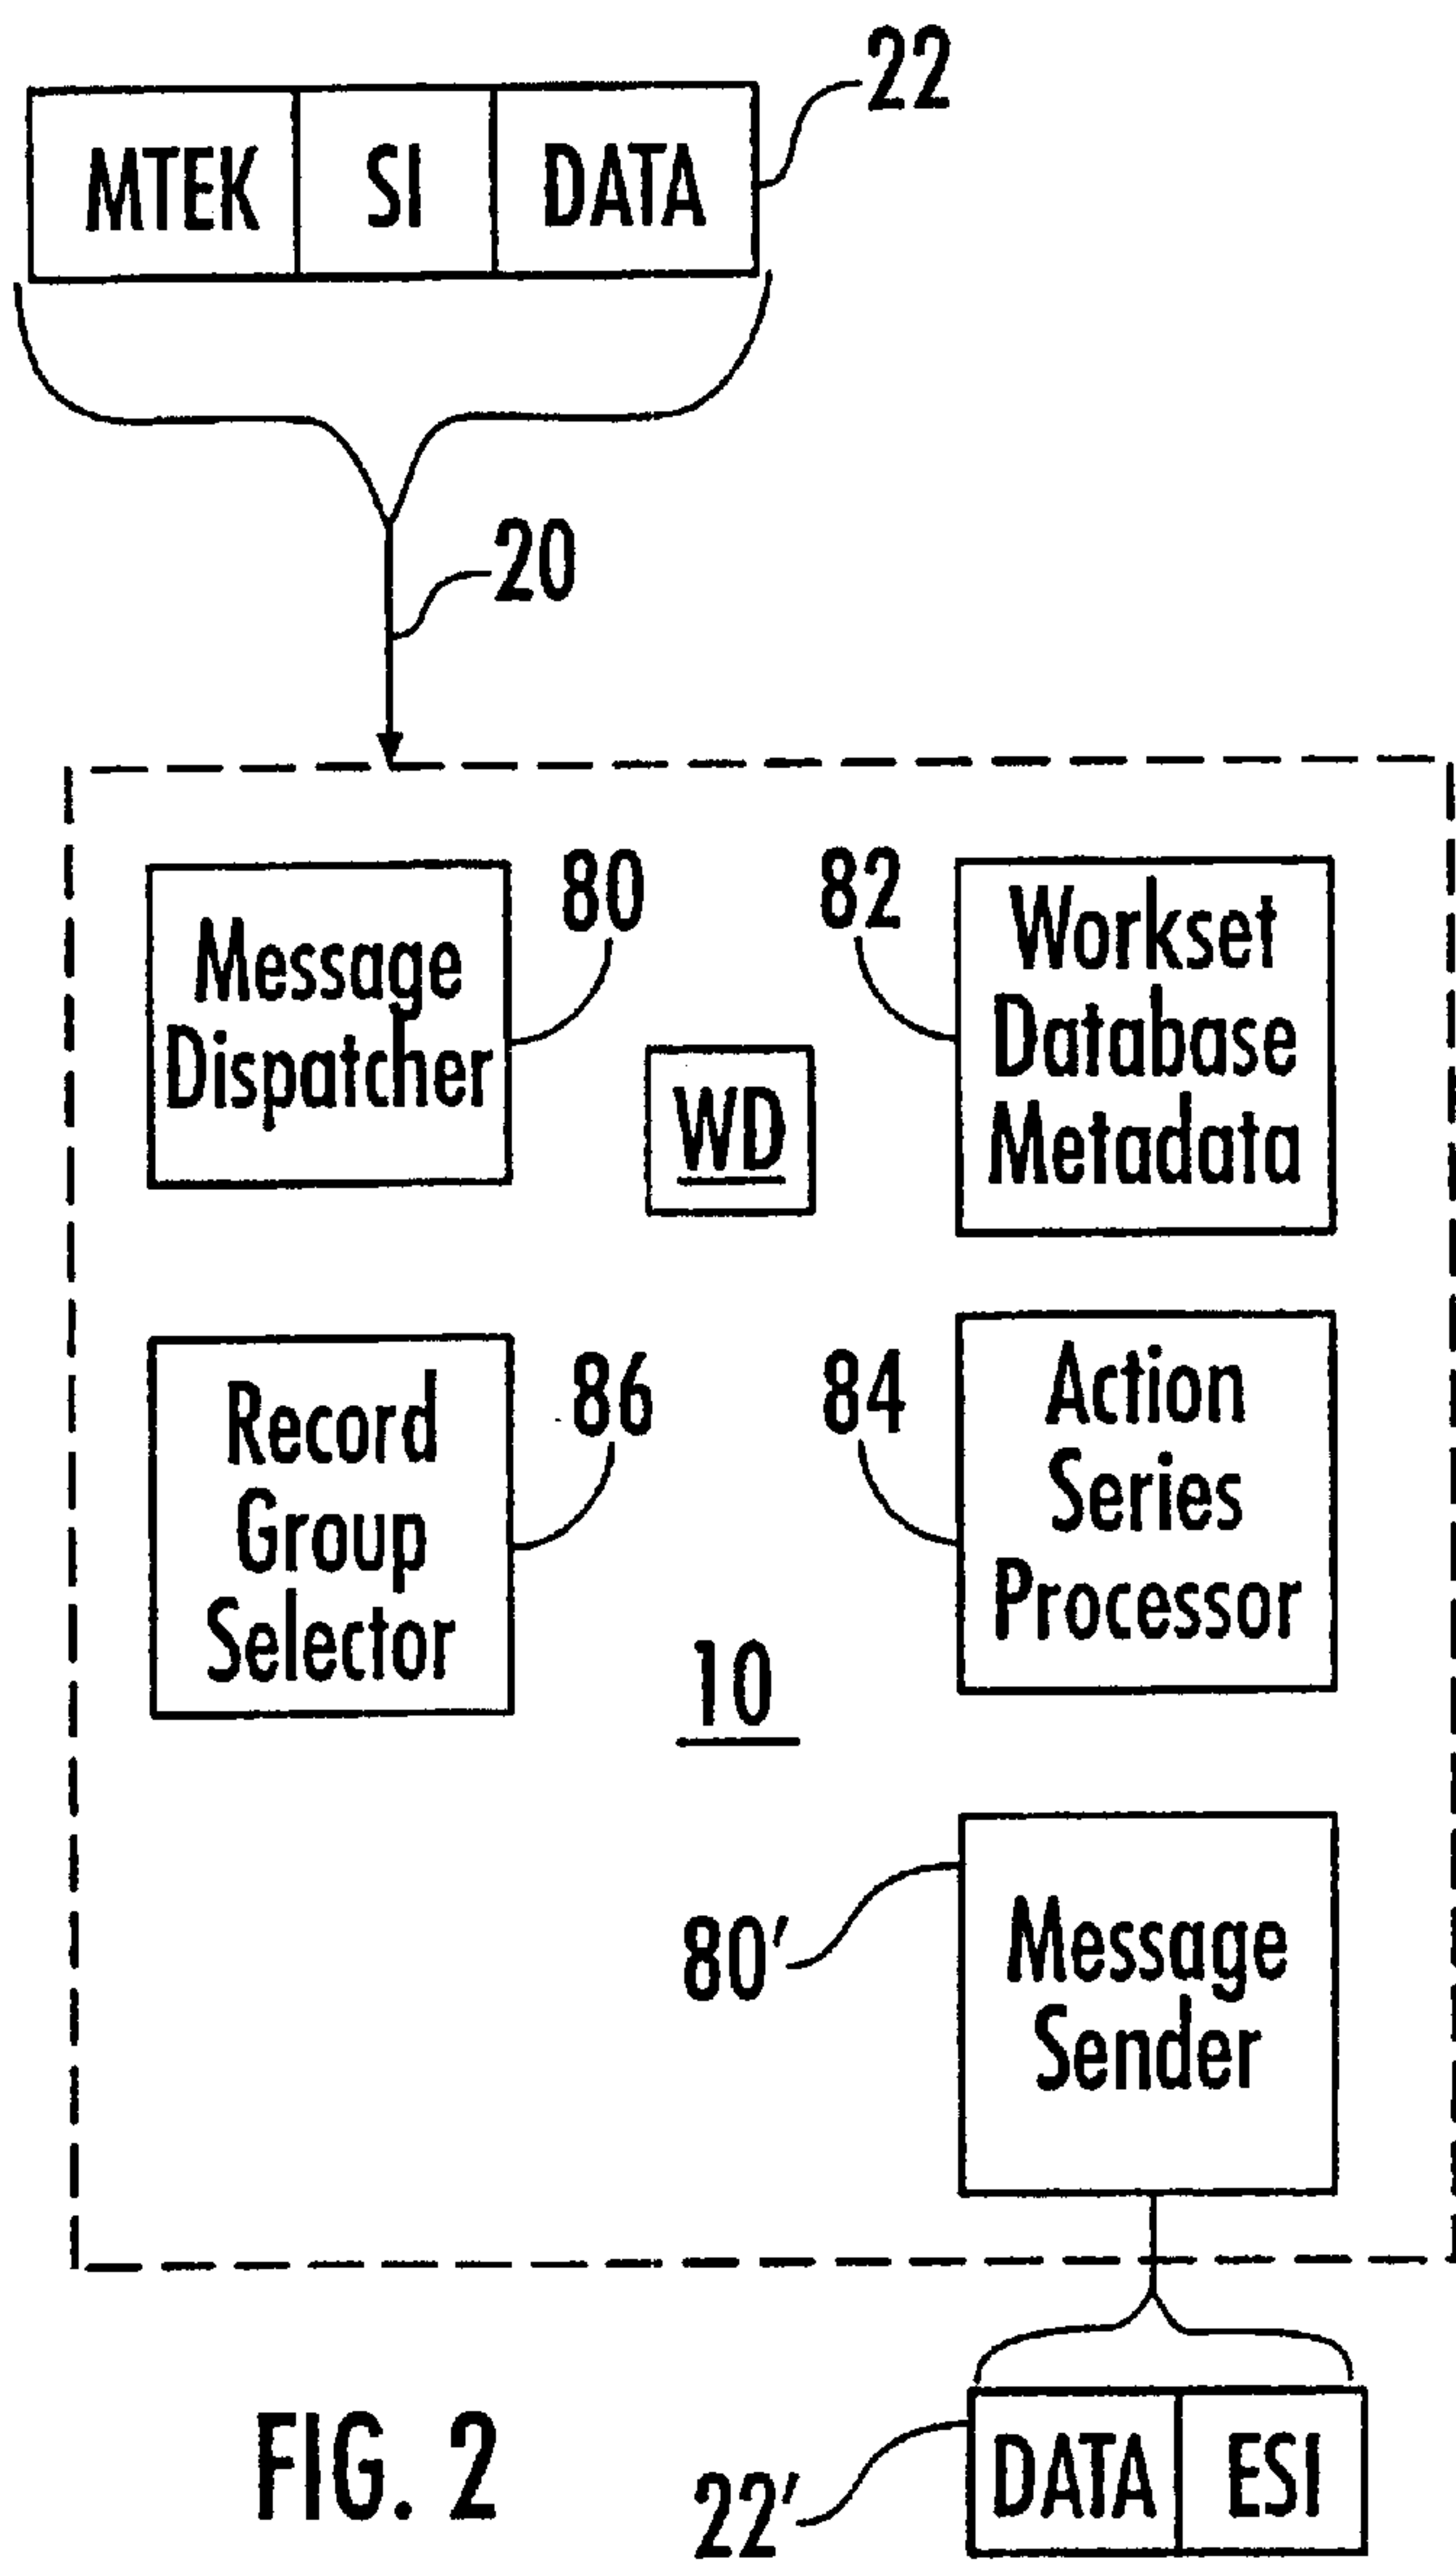 22
MTEK SI DATA
20
Message
Dispatcher
80
82
Workset
Database
Metadata
WD
Record
Group
Selector
86
84
Action
Series
Processor
10
80'
Message
Sender
22'
DATA ESI
FIG. 2